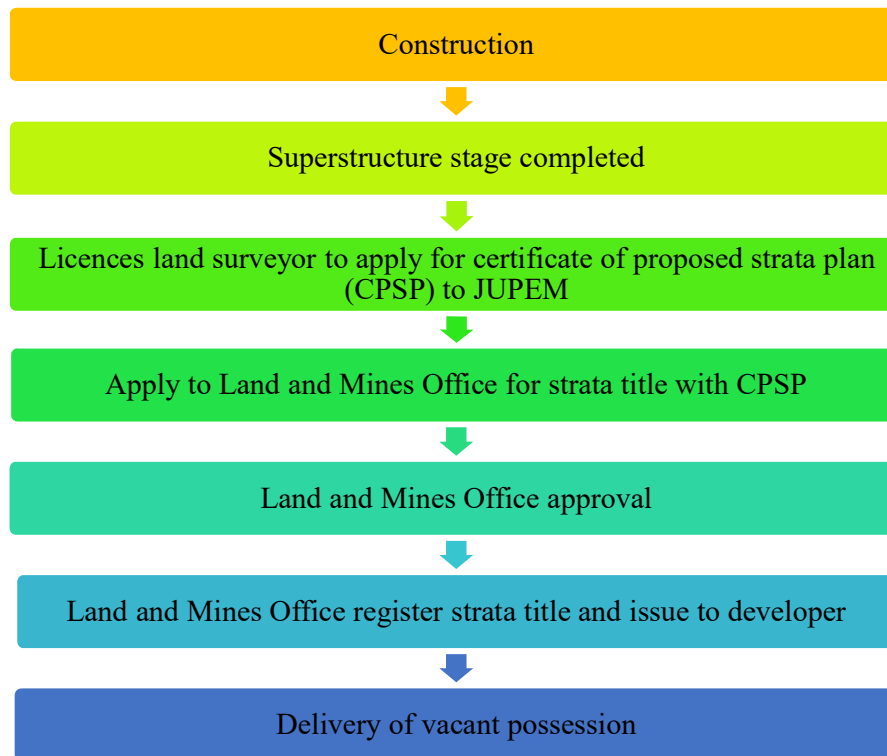 Construction
Superstructure stage completed
Licences land surveyor to apply for certificate of proposed strata plan
(CPSP) to JUPEM
Apply to Land and Mines Office for strata title with CPSP
Land and Mines Office approval
Land and Mines Office register strata title and issue to developer
Delivery of vacant possession